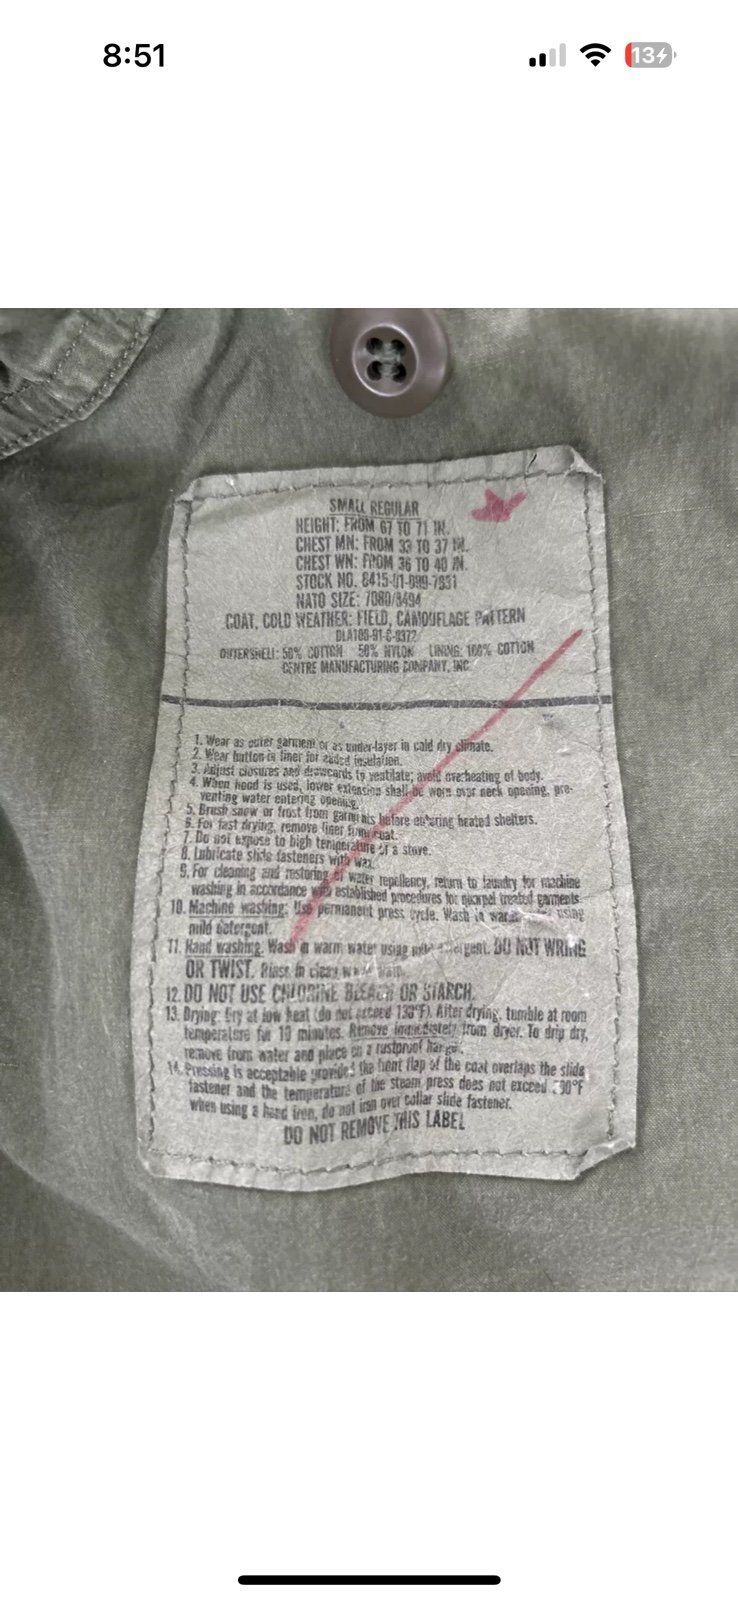 8:51
13
SMALL REGULAR
HEIGHT: FROM 67 TO 71 IN.
CHEST MN: FROM 33 TO 37 IN.
CHEST WN: FROM 36 TO 40 IN.
STOCK NO. 8415-01-099-7831
NATO SIZE: 7080/8494
COAT, COLD WEATHER: FIELD, CAMOUFLAGE PATTERN
DLA100-91-C-0372
OUTERSHELL: 50% COTTON 50% NYLON LINING: 100% COTTON
CENTRE MANUFACTURING COMPANY, INC
1. Wear as outer garment or as under-layer in cold dry climate.
2. Wear button-in liner for added insulation.
3. Adjust closures and drawcords to ventilate; avoid overheating of body.
4. When hood is used, lower extension shall be worn over neck opening, pre-
venting water entering opening.
5. Brush snow or frost from garments before entering heated shelters.
6. For fast drying, remove liner from coat.
7. Do not expose to high temperature of a stove.
8. Lubricate slide fasteners with wax.
9. For cleaning and restoring of water repellency, return to laundry for machine
washing in accordance with established procedures for quarpel treated garments.
10. Machine washing: Use permanent press cycle. Wash in warm using
mild detergent.
11. Hand washing. Wash in warm water using mild detergent. DO NOT WRING
OR TWIST. Rinse in clean warm water.
12. DO NOT USE CHLORINE BLEACH OR STARCH.
13. Drying: Dry at low heat (do not exceed 130°F). After drying, tumble at room
temperature for 10 minutes. Remove immediately from dryer. To drip dry,
remove from water and place on a rustproof hanger.
14. Pressing is acceptable provided the front flap of the coat overlaps the slide
fastener and the temperature of the steam press does not exceed
when using a hand iron, do not iron over collar slide fastener.
DO NOT REMOVE THIS LABEL